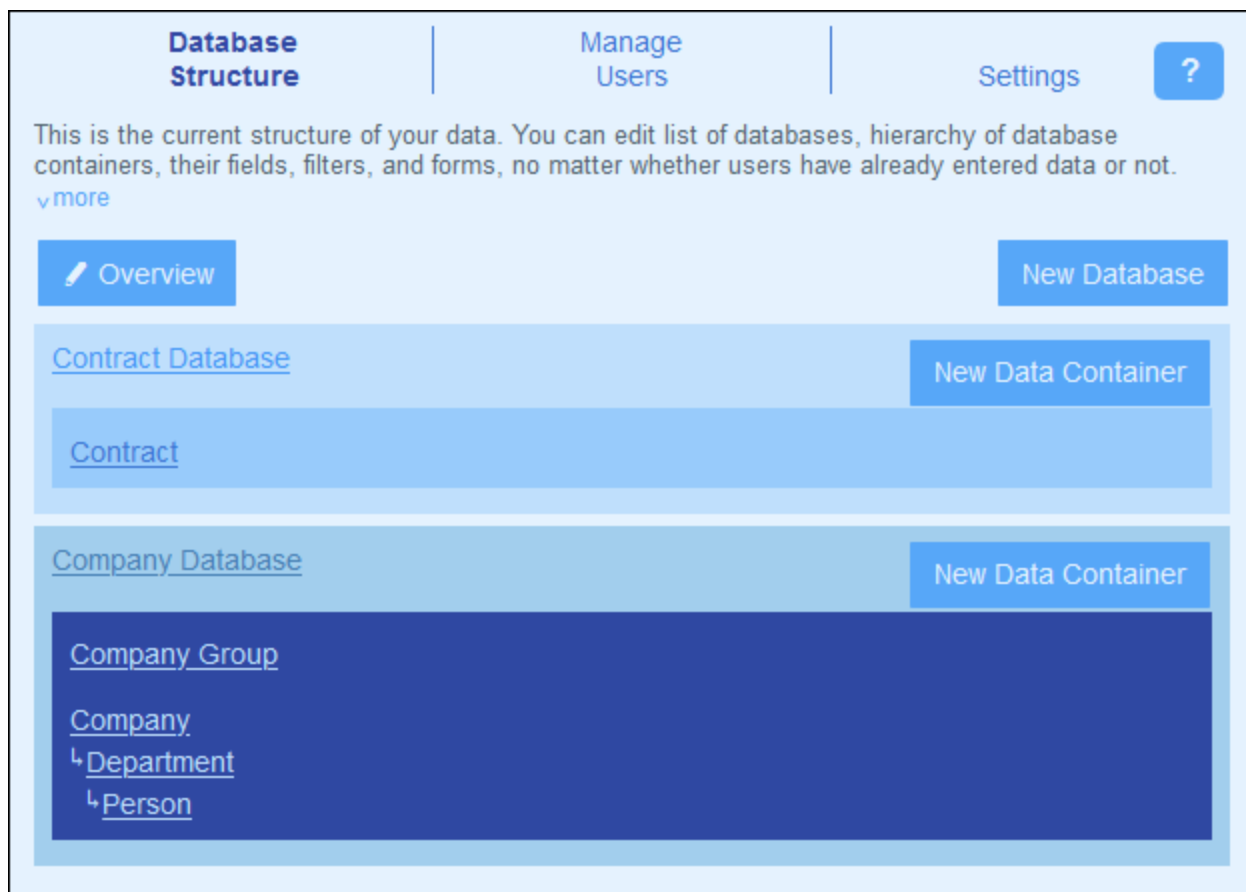 Database
Structure
Manage
Users
Settings
?
This is the current structure of your data. You can edit list of databases, hierarchy of database
containers, their fields, filters, and forms, no matter whether users have already entered data or not.
more
Overview
New Database
Contract Database
New Data Container
Contract
Company Database
New Data Container
Company Group
Company
↳Department
↳Person